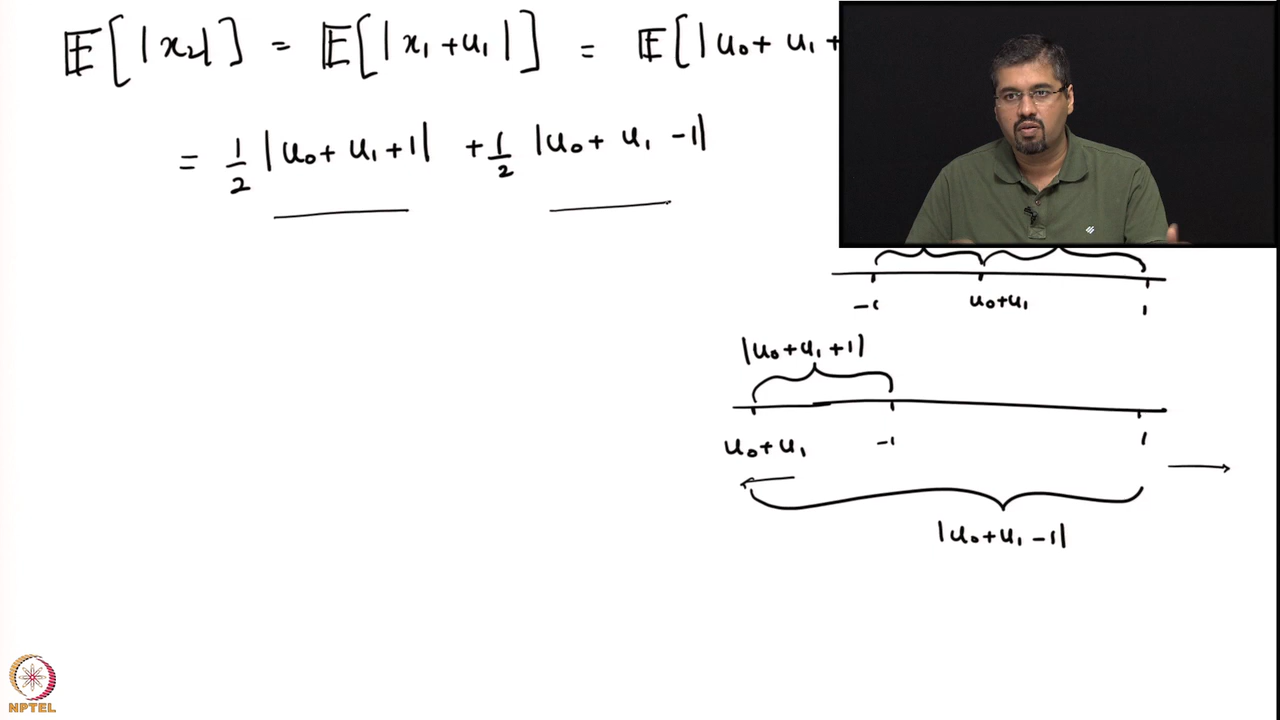 𝔼[|x₂|] = 𝔼[|x₁ + u₁|] = 𝔼[|u₀ + u₁ +
= 1/2 |u₀ + u₁ + 1| + 1/2 |u₀ + u₁ - 1|
-1 u₀+u₁ 1
|u₀+u₁+1|
u₀+u₁ -1 1
|u₀+u₁-1|
NPTEL